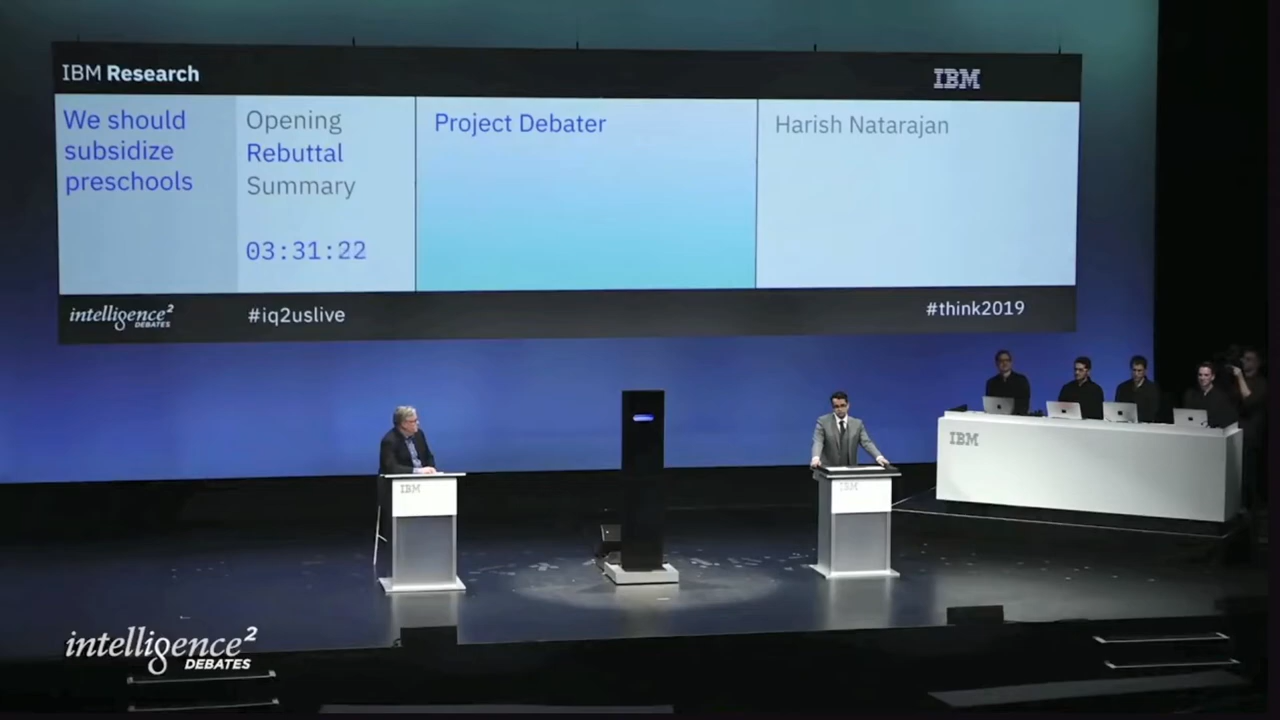 IBM Research
IBM
We should
subsidize
preschools
Opening
Rebuttal
Summary
03:31:22
Project Debater
Harish Natarajan
intelligence²
DEBATES
#iq2uslive
#think2019
IBM
IBM
IBM
intelligence²
DEBATES